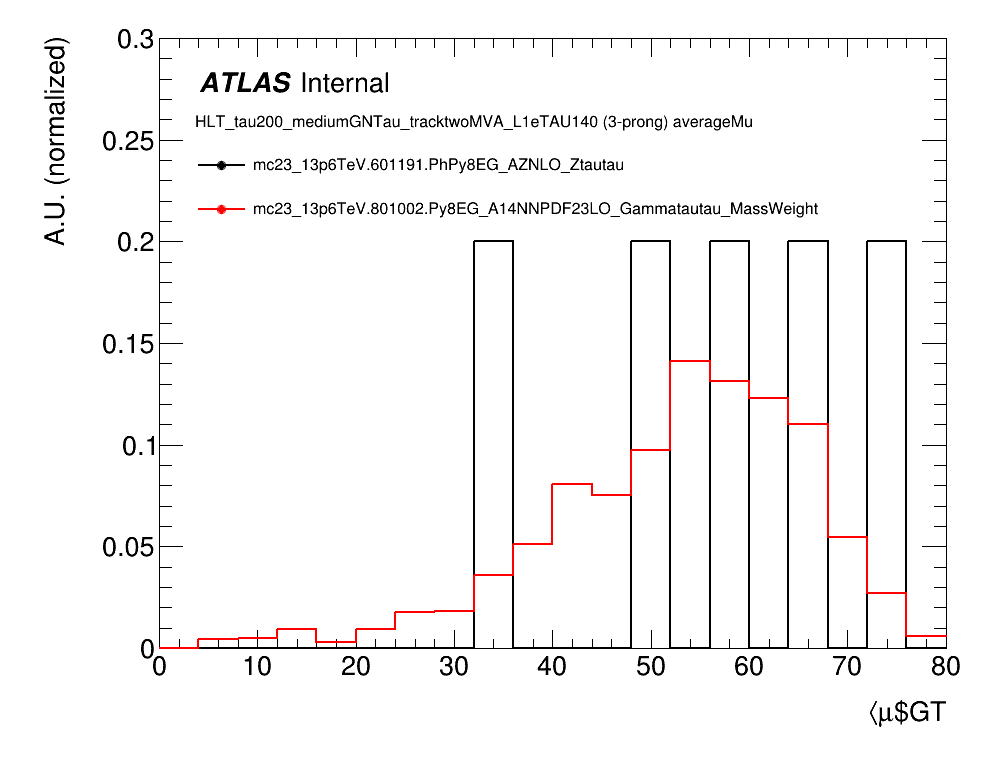 0.3
A.U. (normalized)
ATLAS Internal
HLT_tau200_mediumGNTau_tracktwoMVA_L1eTAU140 (3-prong) averageMu
0.25
mc23_13p6TeV.601191.PhPy8EG_AZNLO_Ztautau
mc23_13p6TeV.801002.Py8EG_A14NNPDF23LO_Gammatautau_MassWeight
0.2
0.15
0.1
0.05
0
0 10 20 30 40 50 60 70 80
⟨μ$GT